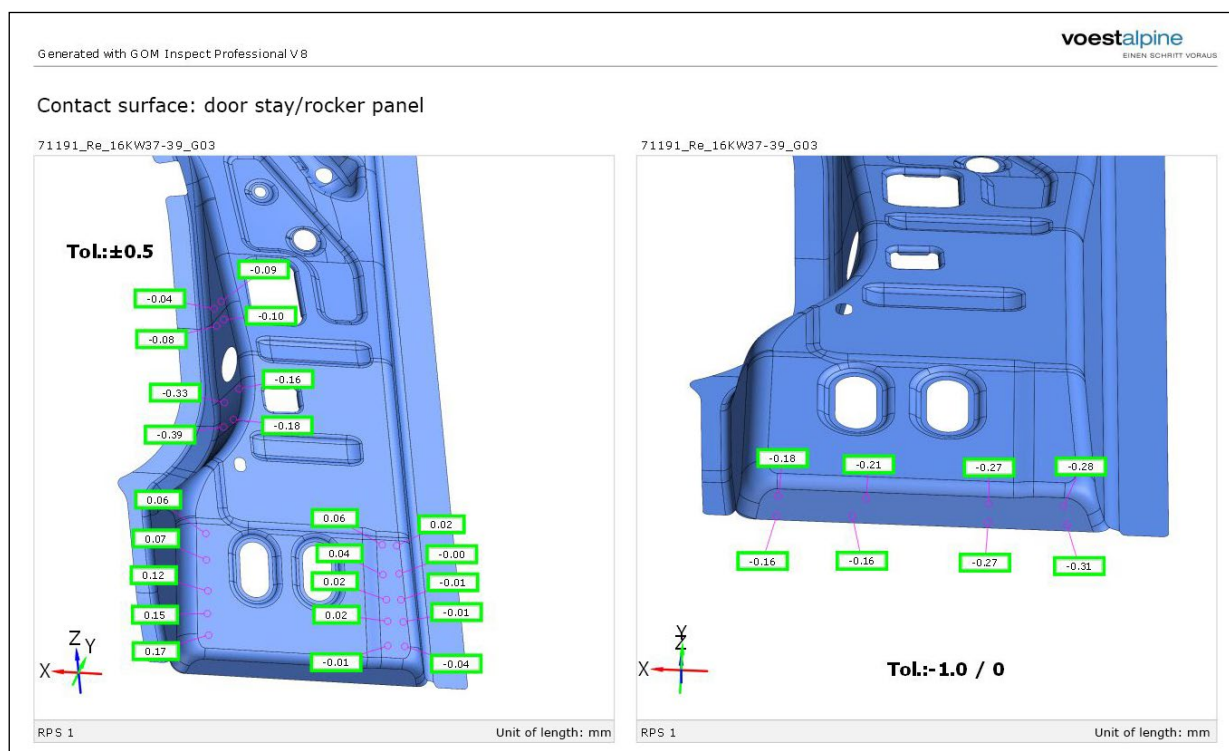 Generated with GOM Inspect Professional V8
voestalpine
EINEN SCHRITT VORAUS
Contact surface: door stay/rocker panel
71191_Re_16KW37-39_G03
Tol.:±0.5
-0.09
-0.04
-0.10
-0.08
-0.16
-0.33
-0.18
-0.39
0.06
0.06
0.02
0.07
0.04
-0.00
0.12
0.02
-0.01
0.15
0.02
-0.01
0.17
-0.01
-0.04
Z
Y
X
RPS 1
Unit of length: mm
71191_Re_16KW37-39_G03
-0.18
-0.21
-0.27
-0.28
-0.16
-0.16
-0.27
-0.31
Y
Z
X
Tol.:-1.0 / 0
RPS 1
Unit of length: mm